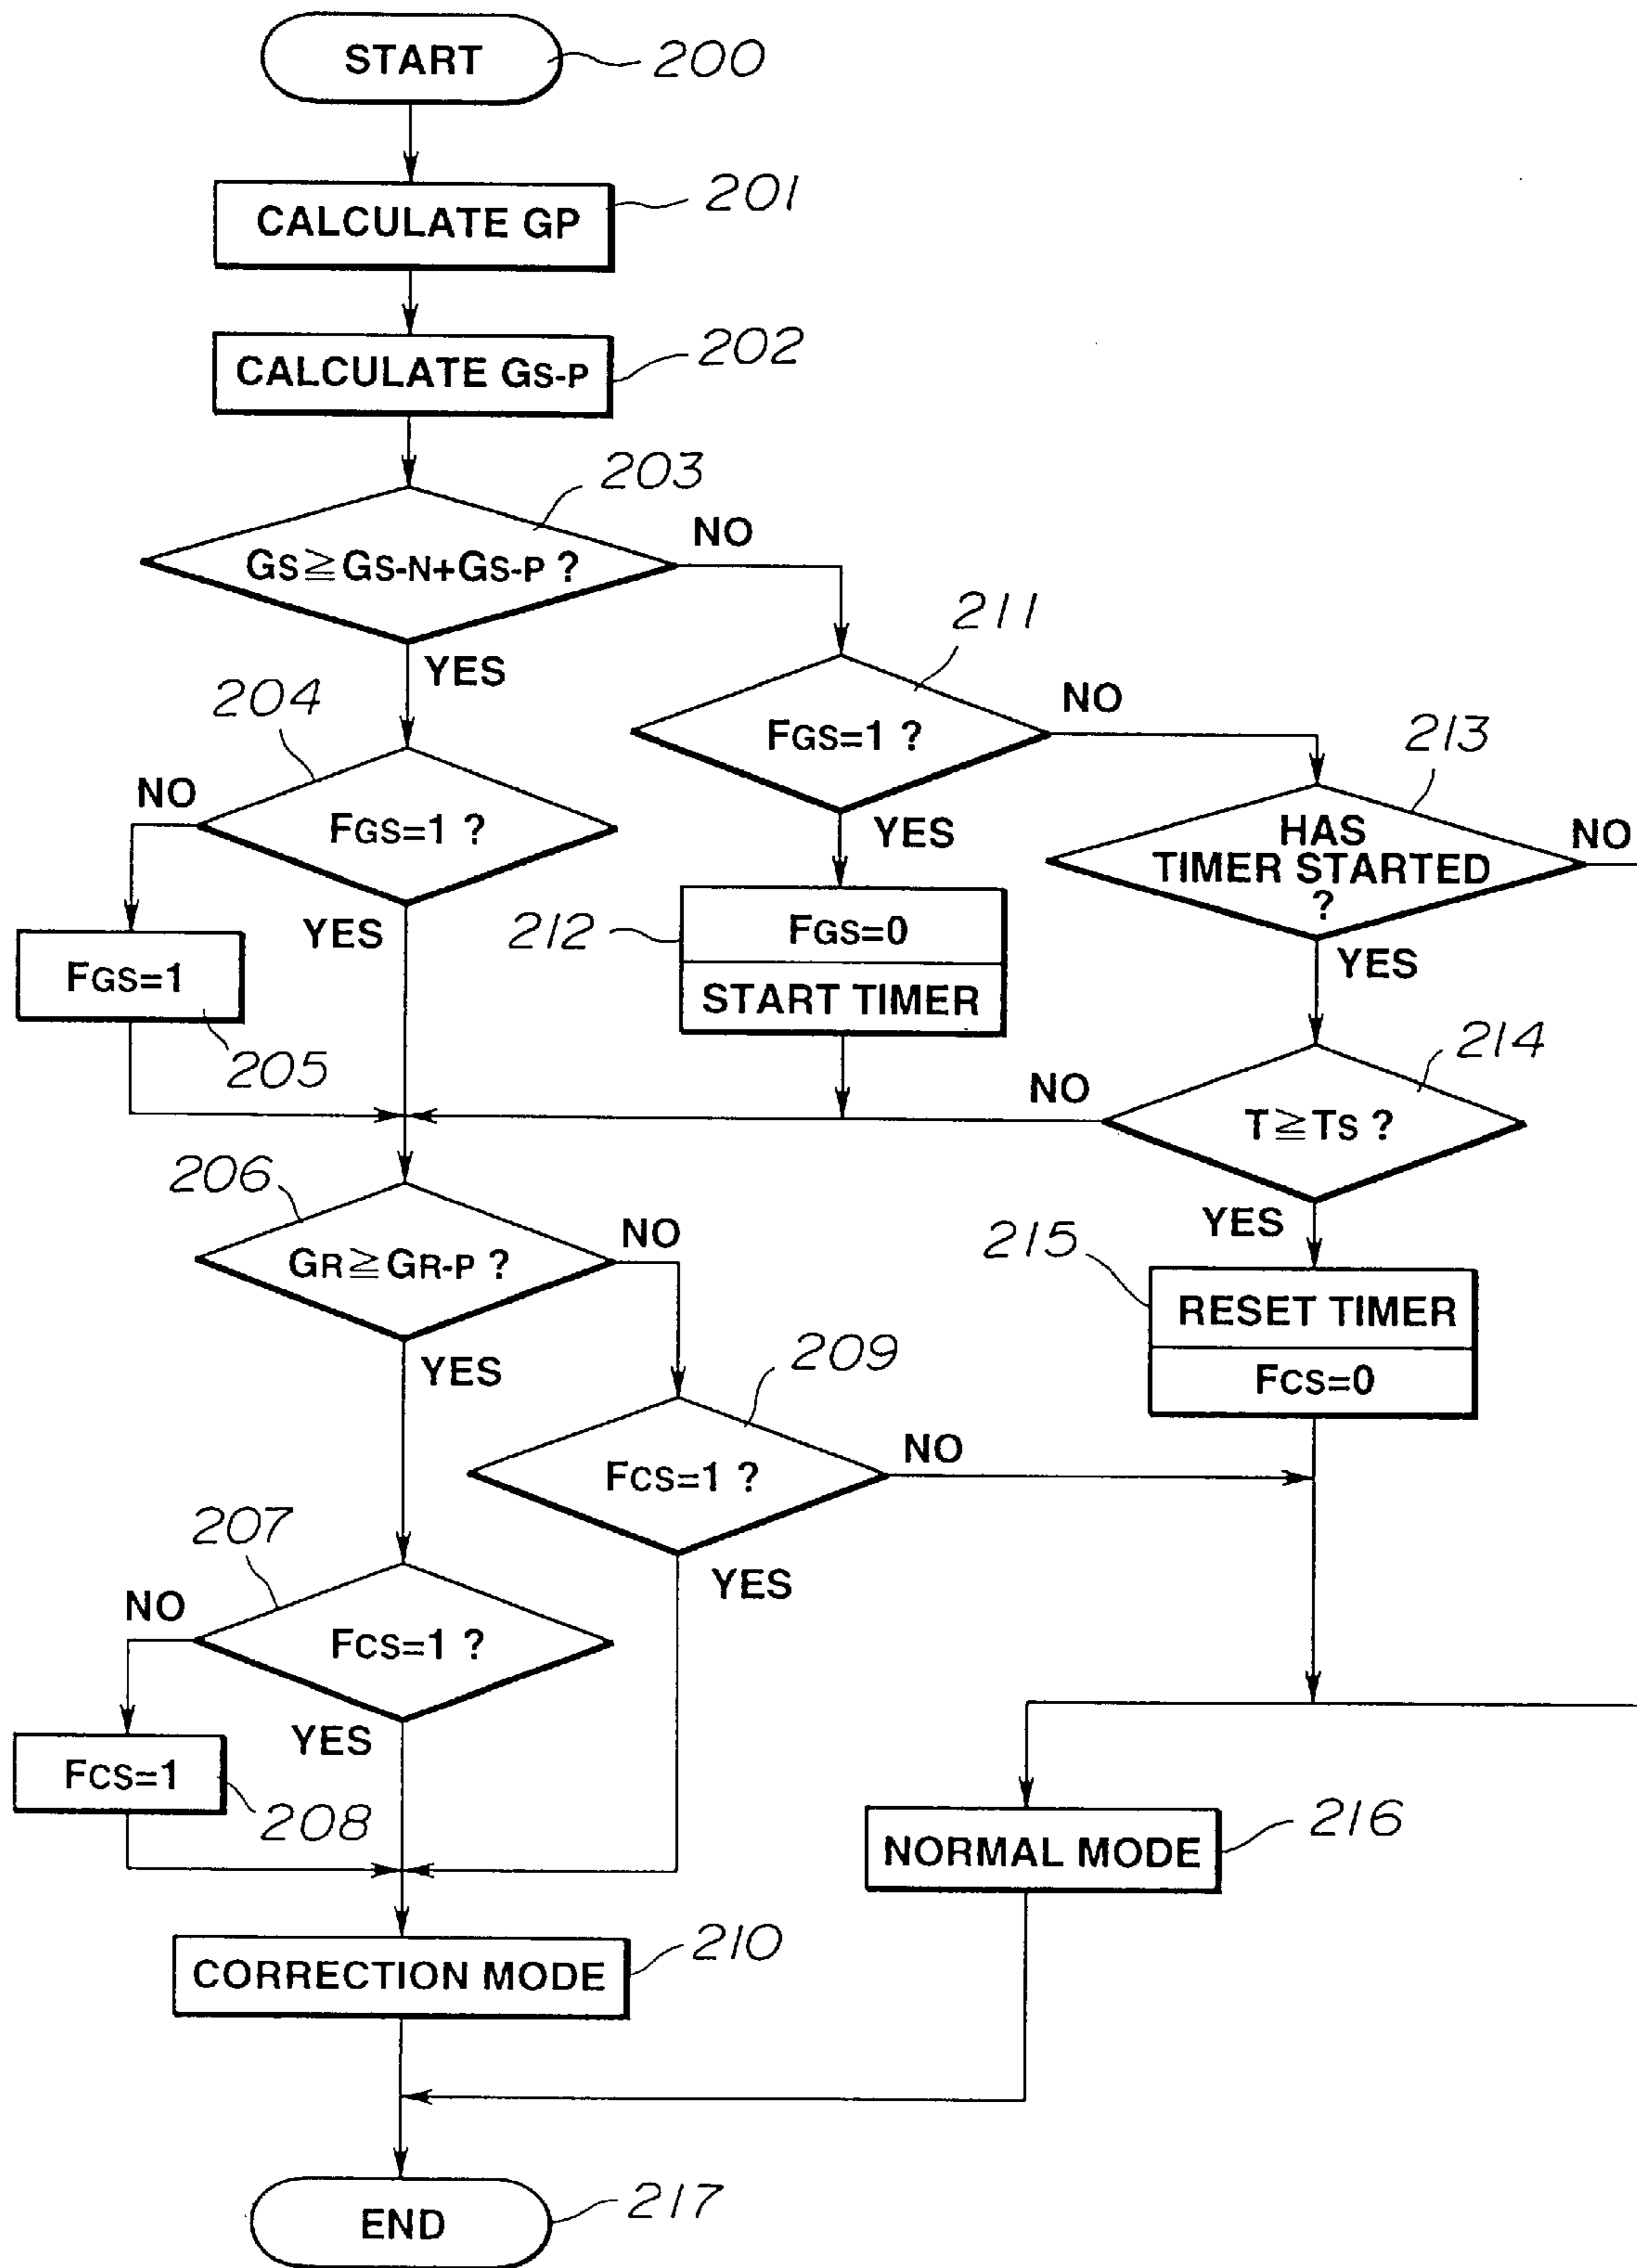 START
200
CALCULATE GP
201
CALCULATE GS-P
202
203
GS≧GS-N+GS-P ?
NO
YES
211
FGS=1 ?
NO
YES
204
FGS=1 ?
NO
YES
213
HAS
TIMER STARTED
?
NO
YES
FGS=1
205
212
FGS=0
START TIMER
214
T≧TS ?
NO
YES
206
GR≧GR-P ?
NO
YES
215
RESET TIMER
FCS=0
209
FCS=1 ?
NO
YES
207
FCS=1 ?
NO
YES
FCS=1
208
NORMAL MODE
216
CORRECTION MODE
210
END
217